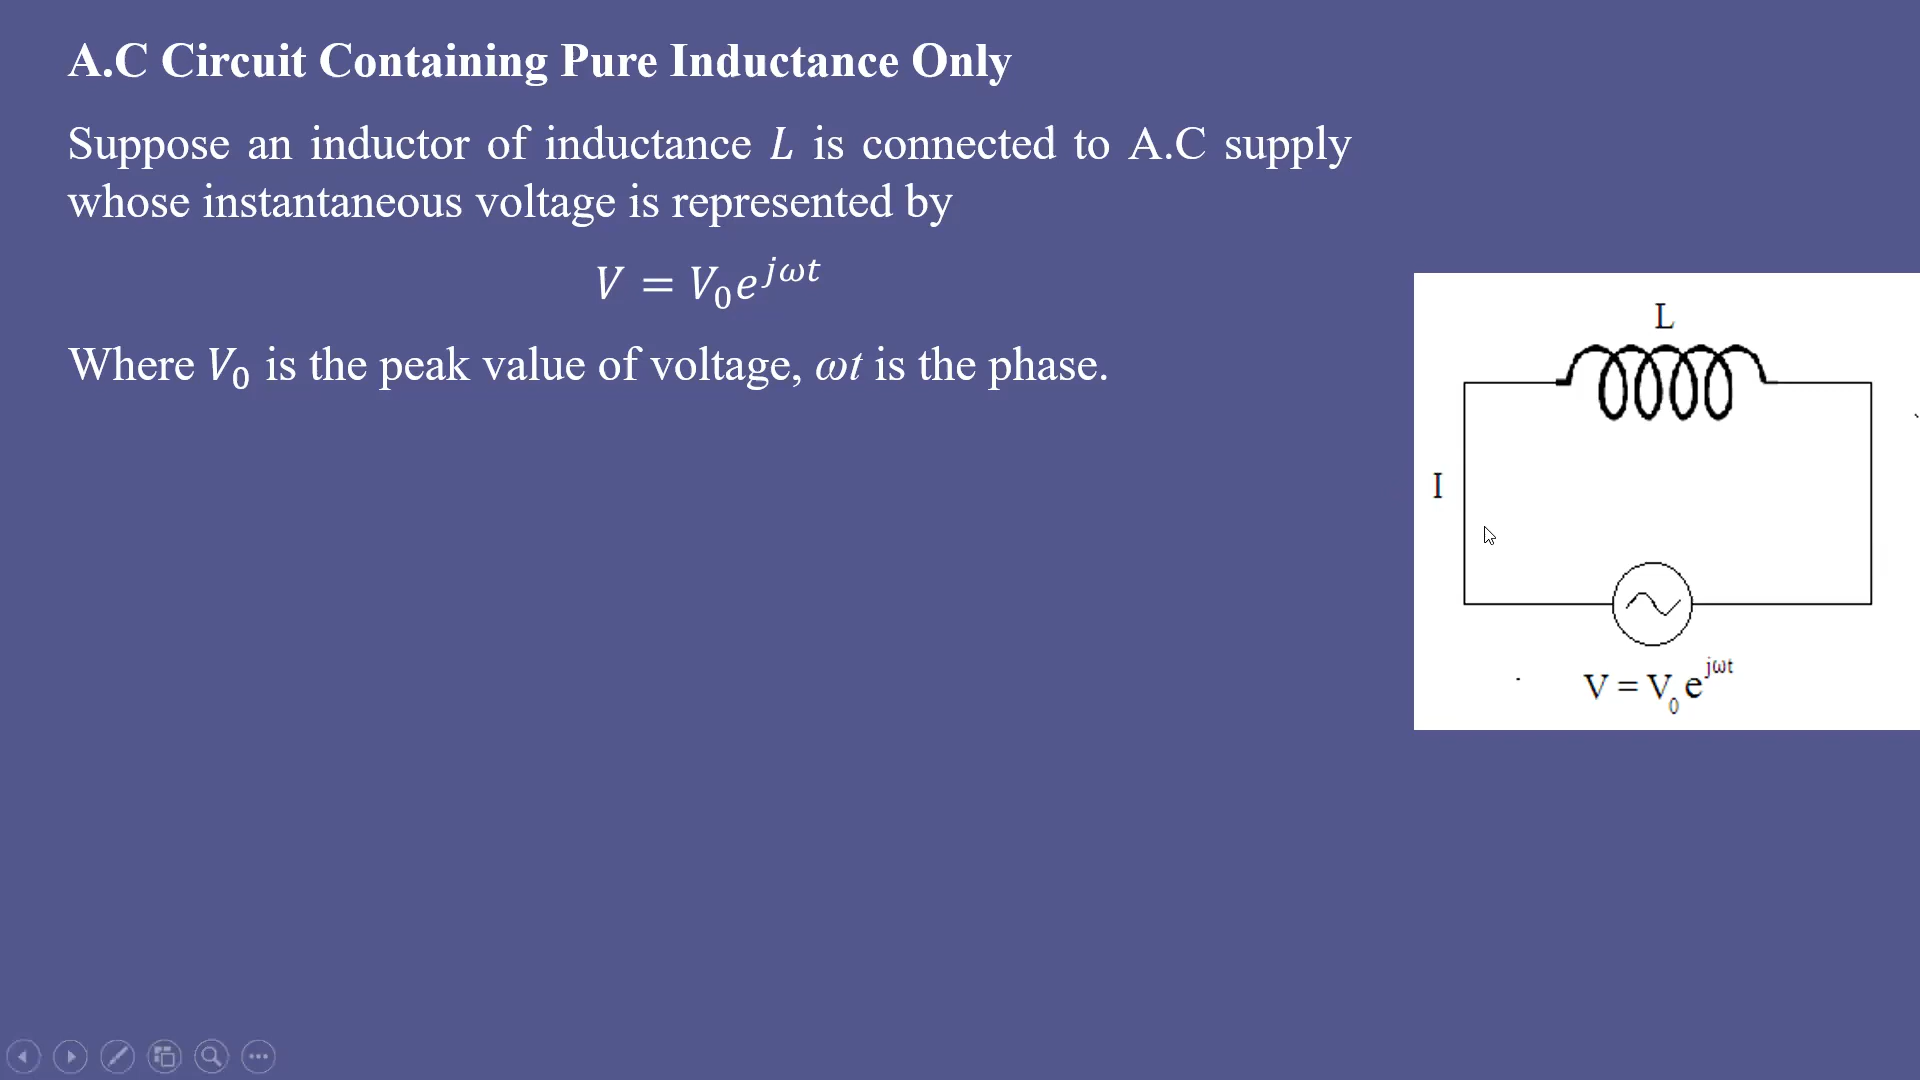 A.C Circuit Containing Pure Inductance Only
Suppose an inductor of inductance L is connected to A.C supply
whose instantaneous voltage is represented by
V = V₀e^{jωt}
Where V₀ is the peak value of voltage, ωt is the phase.
L
I
V = V₀ e^{jωt}